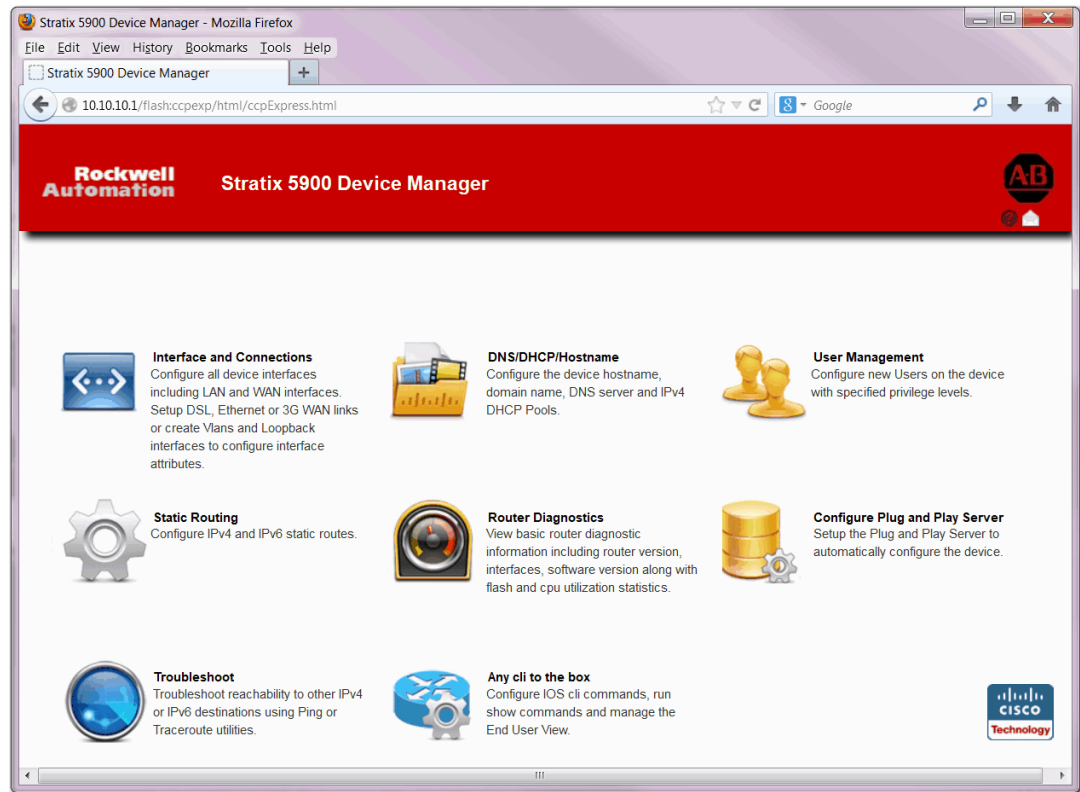 Stratix 5900 Device Manager - Mozilla Firefox
File Edit View History Bookmarks Tools Help
Stratix 5900 Device Manager
10.10.10.1/flash:ccpexp/html/ccpExpress.html
8 Google
Rockwell
Automation
Stratix 5900 Device Manager
AB
?
Interface and Connections
Configure all device interfaces
including LAN and WAN interfaces.
Setup DSL, Ethernet or 3G WAN links
or create Vlans and Loopback
interfaces to configure interface
attributes.
DNS/DHCP/Hostname
Configure the device hostname,
domain name, DNS server and IPv4
DHCP Pools.
User Management
Configure new Users on the device
with specified privilege levels.
Static Routing
Configure IPv4 and IPv6 static routes.
Router Diagnostics
View basic router diagnostic
information including router version,
interfaces, software version along with
flash and cpu utilization statistics.
Configure Plug and Play Server
Setup the Plug and Play Server to
automatically configure the device.
Troubleshoot
Troubleshoot reachability to other IPv4
or IPv6 destinations using Ping or
Traceroute utilities.
Any cli to the box
Configure IOS cli commands, run
show commands and manage the
End User View.
CISCO
Technology